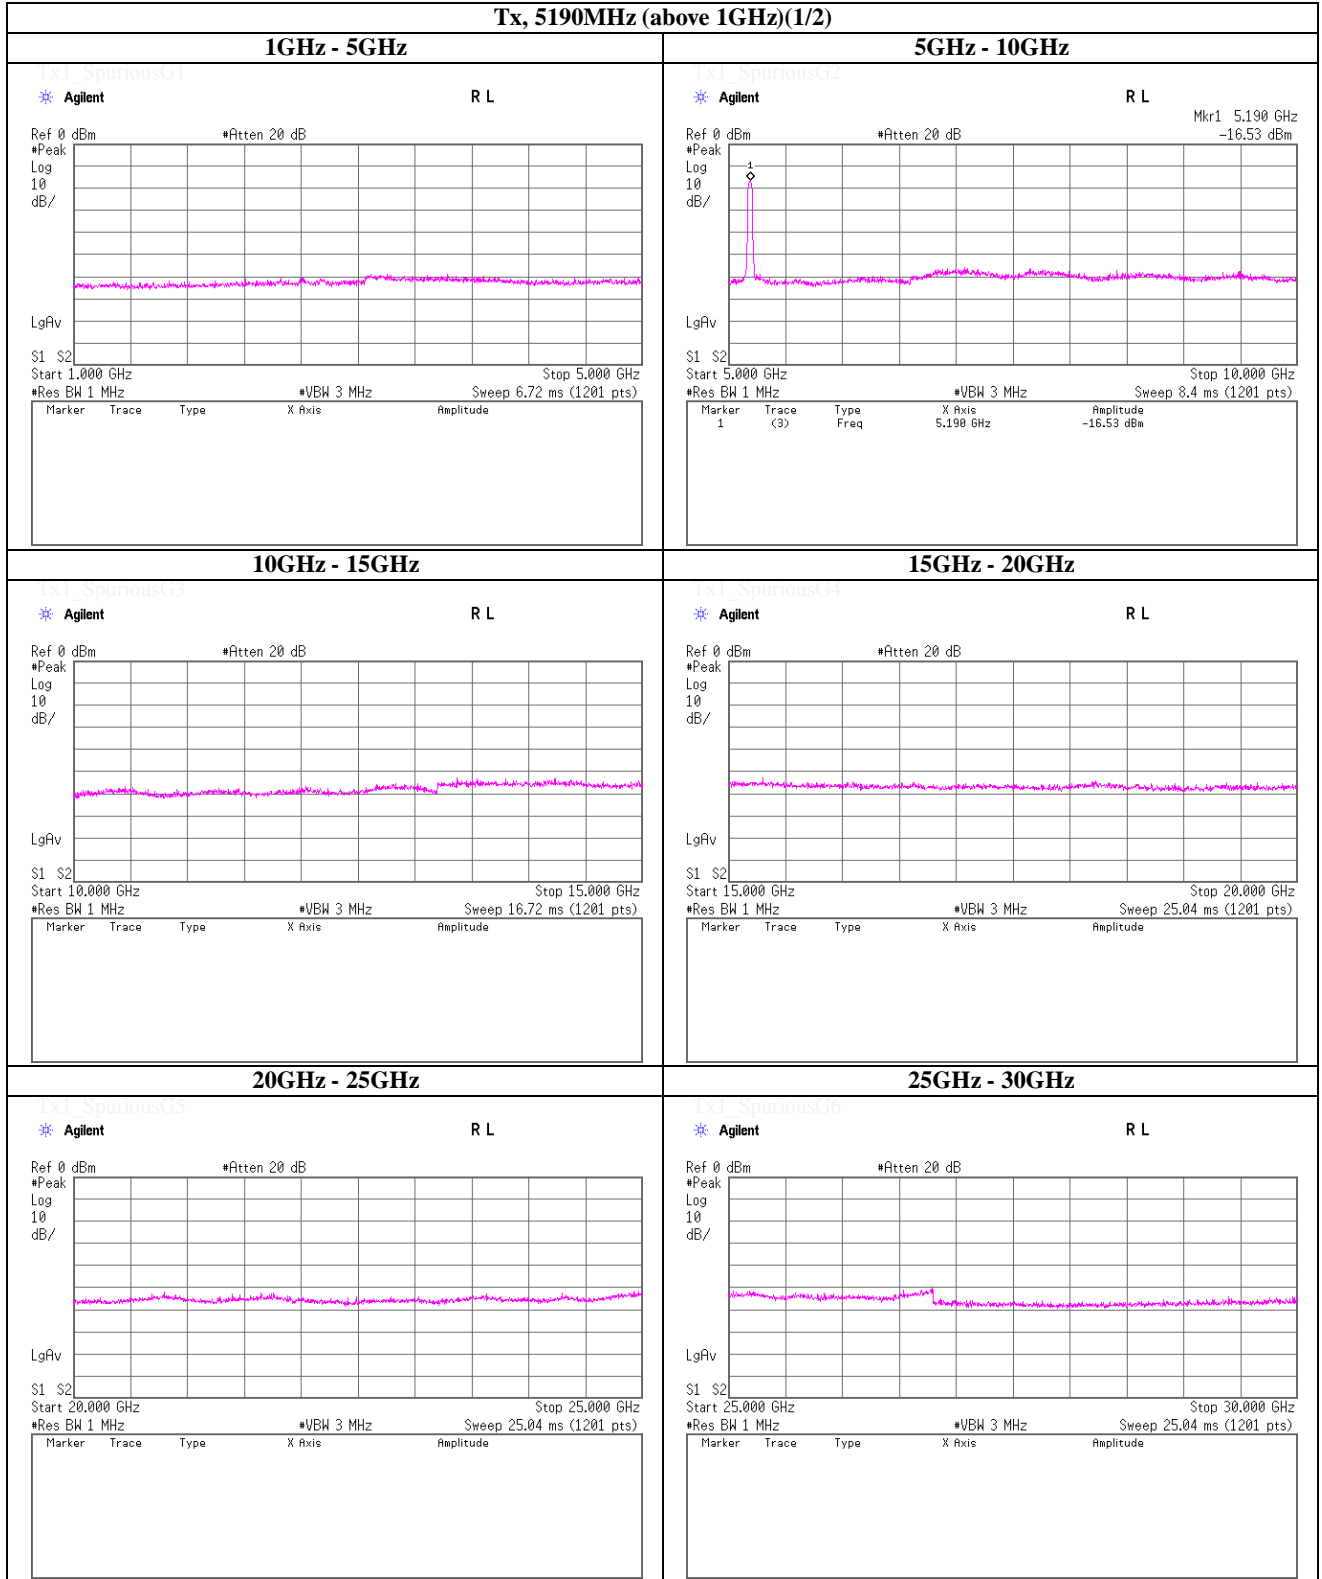 Tx, 5190MHz (above 1GHz)(1/2)
1GHz - 5GHz
5GHz - 10GHz
Tx1_SpuriousG1
Agilent
R L
Ref 0 dBm
#Atten 20 dB
#Peak
Log
10
dB/
LgAv
S1 S2
Start 1.000 GHz
Stop 5.000 GHz
#Res BW 1 MHz
#VBW 3 MHz
Sweep 6.72 ms (1201 pts)
Marker Trace Type X Axis Amplitude
Tx1_SpuriousG2
Agilent
R L
Mkr1 5.190 GHz
Ref 0 dBm
#Atten 20 dB
-16.53 dBm
#Peak
Log
10
dB/
1
LgAv
S1 S2
Start 5.000 GHz
Stop 10.000 GHz
#Res BW 1 MHz
#VBW 3 MHz
Sweep 8.4 ms (1201 pts)
Marker Trace Type X Axis Amplitude
1 (3) Freq 5.190 GHz -16.53 dBm
10GHz - 15GHz
15GHz - 20GHz
Tx1_SpuriousG3
Agilent
R L
Ref 0 dBm
#Atten 20 dB
#Peak
Log
10
dB/
LgAv
S1 S2
Start 10.000 GHz
Stop 15.000 GHz
#Res BW 1 MHz
#VBW 3 MHz
Sweep 16.72 ms (1201 pts)
Marker Trace Type X Axis Amplitude
Tx1_SpuriousG4
Agilent
R L
Ref 0 dBm
#Atten 20 dB
#Peak
Log
10
dB/
LgAv
S1 S2
Start 15.000 GHz
Stop 20.000 GHz
#Res BW 1 MHz
#VBW 3 MHz
Sweep 25.04 ms (1201 pts)
Marker Trace Type X Axis Amplitude
20GHz - 25GHz
25GHz - 30GHz
Tx1_SpuriousG5
Agilent
R L
Ref 0 dBm
#Atten 20 dB
#Peak
Log
10
dB/
LgAv
S1 S2
Start 20.000 GHz
Stop 25.000 GHz
#Res BW 1 MHz
#VBW 3 MHz
Sweep 25.04 ms (1201 pts)
Marker Trace Type X Axis Amplitude
Tx1_SpuriousG6
Agilent
R L
Ref 0 dBm
#Atten 20 dB
#Peak
Log
10
dB/
LgAv
S1 S2
Start 25.000 GHz
Stop 30.000 GHz
#Res BW 1 MHz
#VBW 3 MHz
Sweep 25.04 ms (1201 pts)
Marker Trace Type X Axis Amplitude